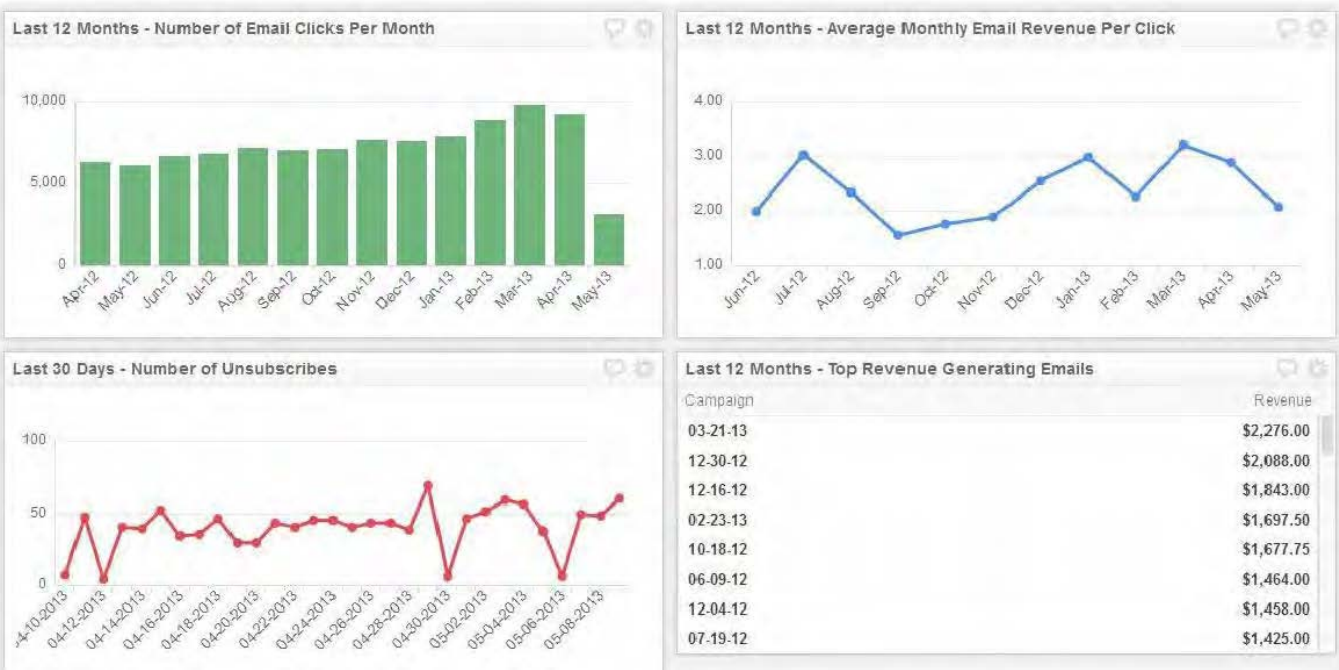 Last 12 Months - Number of Email Clicks Per Month
10,000
5,000
0
Apr-12 May-12 Jun-12 Jul-12 Aug-12 Sep-12 Oct-12 Nov-12 Dec-12 Jan-13 Feb-13 Mar-13 Apr-13 May-13
Last 12 Months - Average Monthly Email Revenue Per Click
4.00
3.00
2.00
1.00
Jun-12 Jul-12 Aug-12 Sep-12 Oct-12 Nov-12 Dec-12 Jan-13 Feb-13 Mar-13 Apr-13 May-13
Last 30 Days - Number of Unsubscribes
100
50
0
4-10-2013 04-12-2013 04-14-2013 04-16-2013 04-18-2013 04-20-2013 04-22-2013 04-24-2013 04-26-2013 04-28-2013 04-30-2013 05-02-2013 05-04-2013 05-06-2013 05-08-2013
Last 12 Months - Top Revenue Generating Emails
Campaign Revenue
03-21-13 $2,276.00
12-30-12 $2,088.00
12-16-12 $1,843.00
02-23-13 $1,697.50
10-18-12 $1,677.75
06-09-12 $1,464.00
12-04-12 $1,458.00
07-19-12 $1,425.00